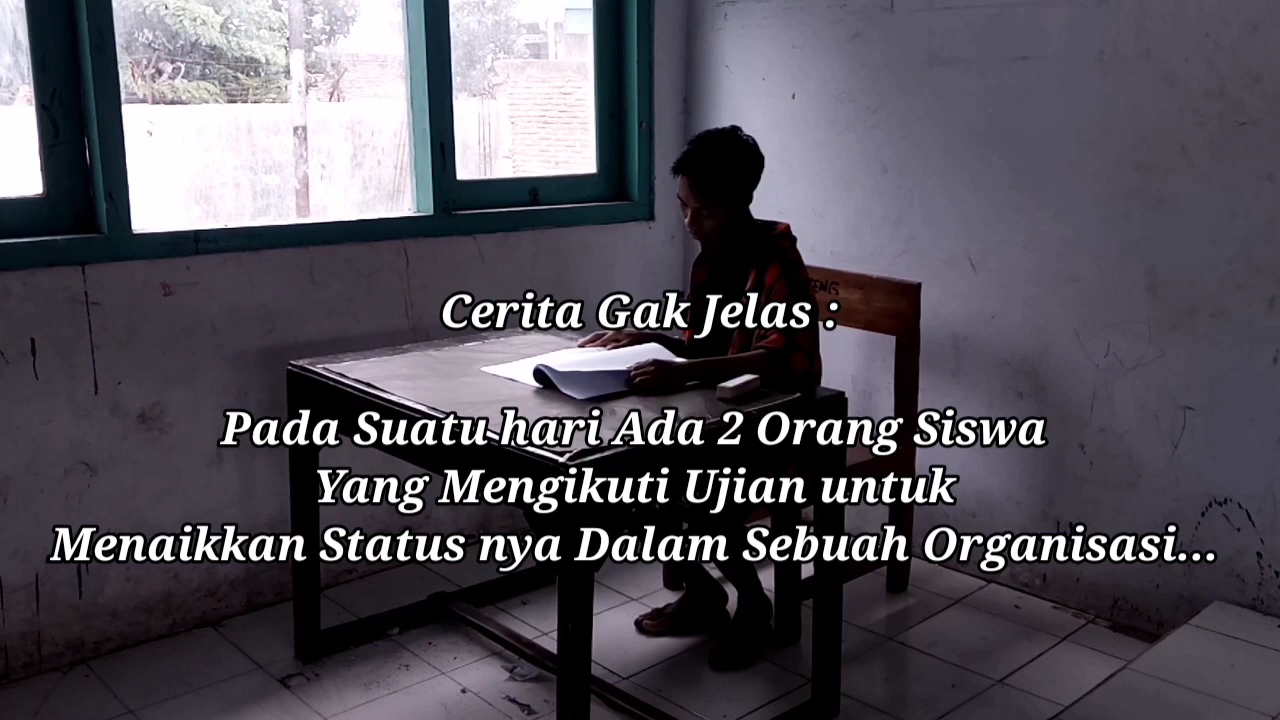 Cerita Gak Jelas :
Pada Suatu hari Ada 2 Orang Siswa
Yang Mengikuti Ujian untuk
Menaikkan Status nya Dalam Sebuah Organisasi...